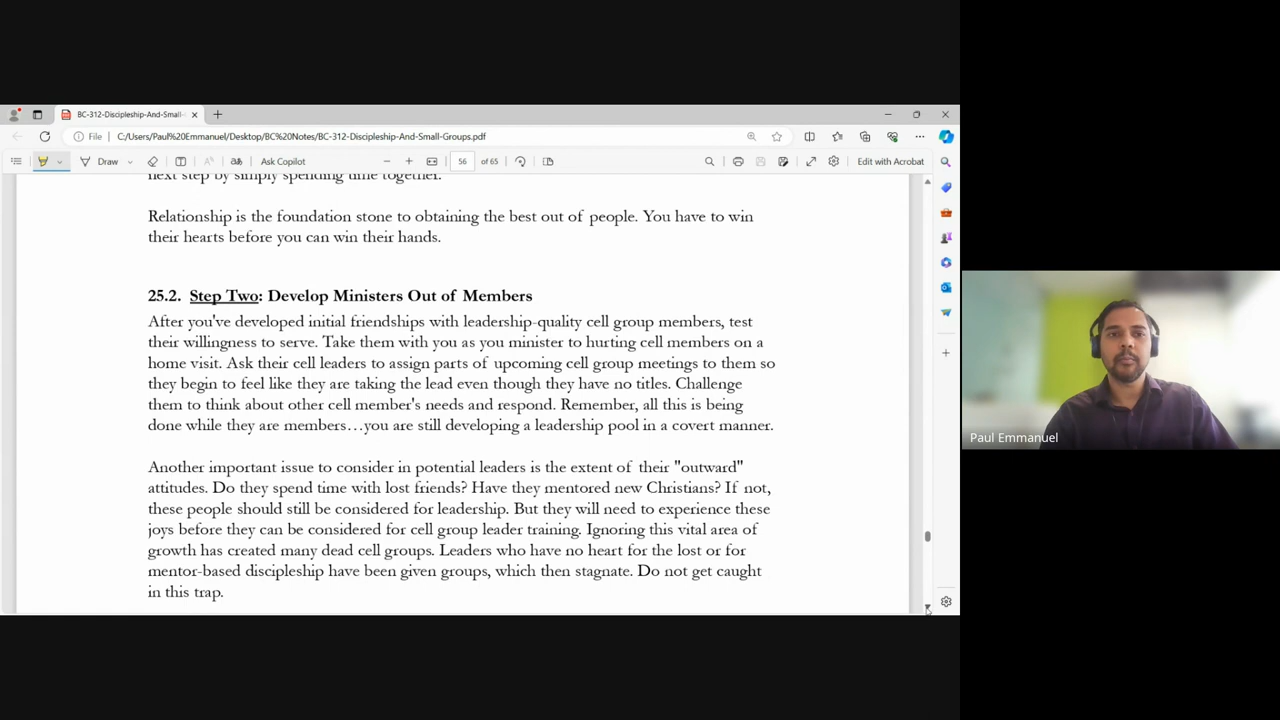 BC-312-Discipleship-And-Small-
File
C:/Users/Paul%20Emmanuel/Desktop/BC%20Notes/BC-312-Discipleship-And-Small-Groups.pdf
Draw
Ask Copilot
56 of 65
Edit with Acrobat
next step by simply spending time together.
Relationship is the foundation stone to obtaining the best out of people. You have to win
their hearts before you can win their hands.
25.2. Step Two: Develop Ministers Out of Members
After you've developed initial friendships with leadership-quality cell group members, test
their willingness to serve. Take them with you as you minister to hurting cell members on a
home visit. Ask their cell leaders to assign parts of upcoming cell group meetings to them so
they begin to feel like they are taking the lead even though they have no titles. Challenge
them to think about other cell member's needs and respond. Remember, all this is being
done while they are members…you are still developing a leadership pool in a covert manner.
Another important issue to consider in potential leaders is the extent of their "outward"
attitudes. Do they spend time with lost friends? Have they mentored new Christians? If not,
these people should still be considered for leadership. But they will need to experience these
joys before they can be considered for cell group leader training. Ignoring this vital area of
growth has created many dead cell groups. Leaders who have no heart for the lost or for
mentor-based discipleship have been given groups, which then stagnate. Do not get caught
in this trap.
Paul Emmanuel